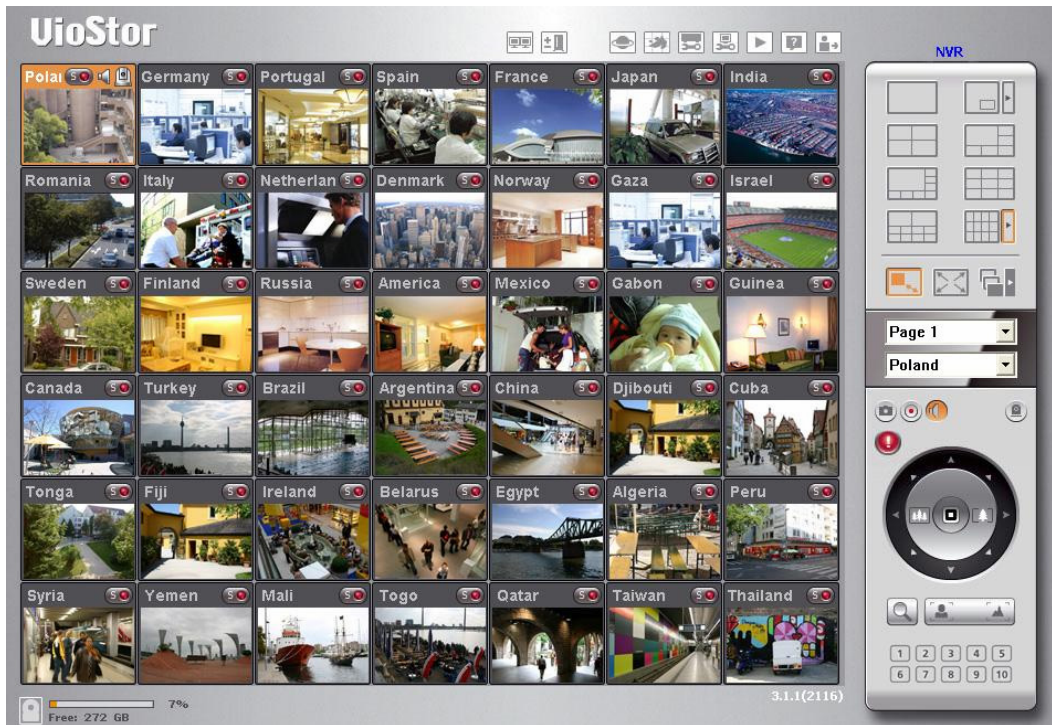 VioStor
NVR
Polan Germany Portugal Spain France Japan India
Romania Italy Netherlan Denmark Norway Gaza Israel
Sweden Finland Russia America Mexico Gabon Guinea
Canada Turkey Brazil Argentina China Djibouti Cuba
Tonga Fiji Ireland Belarus Egypt Algeria Peru
Syria Yemen Mali Togo Qatar Taiwan Thailand
Page 1
Poland
1 2 3 4 5
6 7 8 9 10
3.1.1(2116)
7%
Free: 272 GB